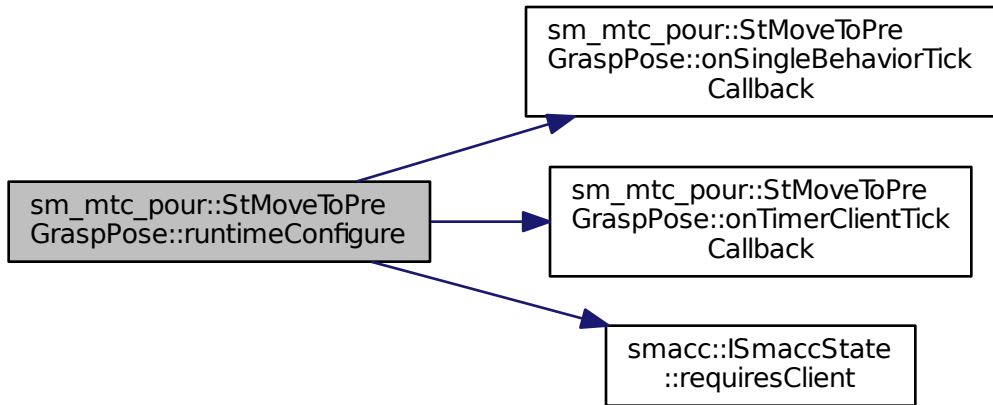 sm_mtc_pour::StMoveToPre
GraspPose::onSingleBehaviorTick
Callback
sm_mtc_pour::StMoveToPre
GraspPose::runtimeConfigure
sm_mtc_pour::StMoveToPre
GraspPose::onTimerClientTick
Callback
smacc::ISmaccState
::requiresClient